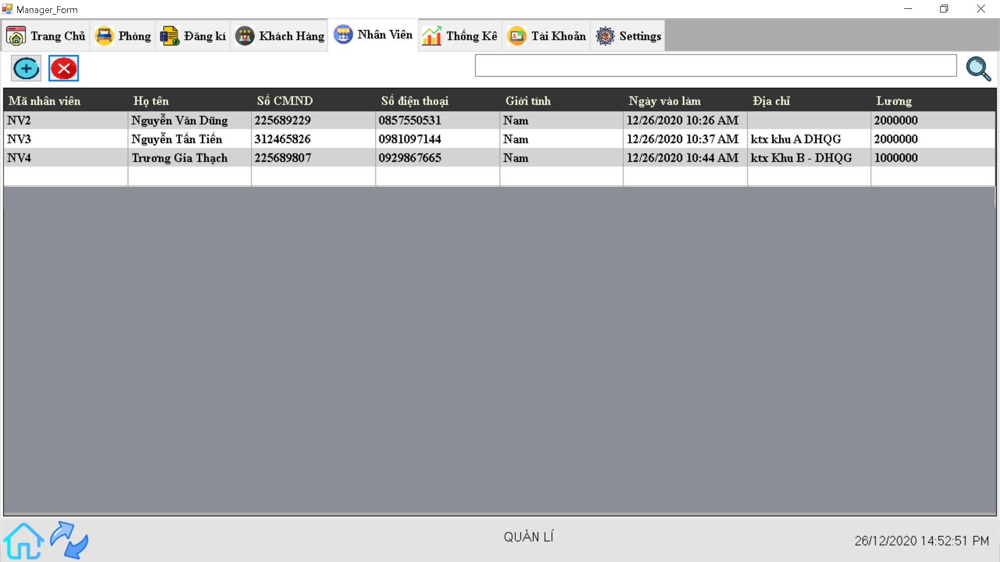 Manager_Form
Trang Chủ Phòng Đăng kí Khách Hàng Nhân Viên Thống Kê Tài Khoản Settings
Mã nhân viên Họ tên Số CMND Số điện thoại Giới tính Ngày vào làm Địa chỉ Lương
NV2 Nguyễn Văn Dũng 225689229 0857550531 Nam 12/26/2020 10:26 AM 2000000
NV3 Nguyễn Tấn Tiến 312465826 0981097144 Nam 12/26/2020 10:37 AM ktx khu A DHQG 2000000
NV4 Trương Gia Thạch 225689807 0929867665 Nam 12/26/2020 10:44 AM ktx Khu B - DHQG 1000000
QUẢN LÍ
26/12/2020 14:52:51 PM